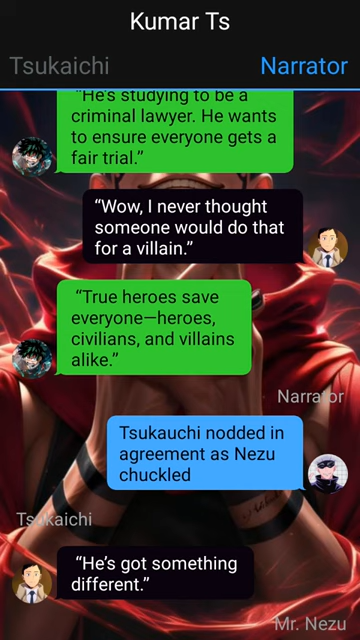 Kumar Ts
Tsukaichi Narrator
“He's studying to be a
criminal lawyer. He wants
to ensure everyone gets a
fair trial.”
“Wow, I never thought
someone would do that
for a villain.”
“True heroes save
everyone—heroes,
civilians, and villains
alike.”
Narrator
Tsukauchi nodded in
agreement as Nezu
chuckled
Tsukaichi
“He's got something
different.”
Mr. Nezu